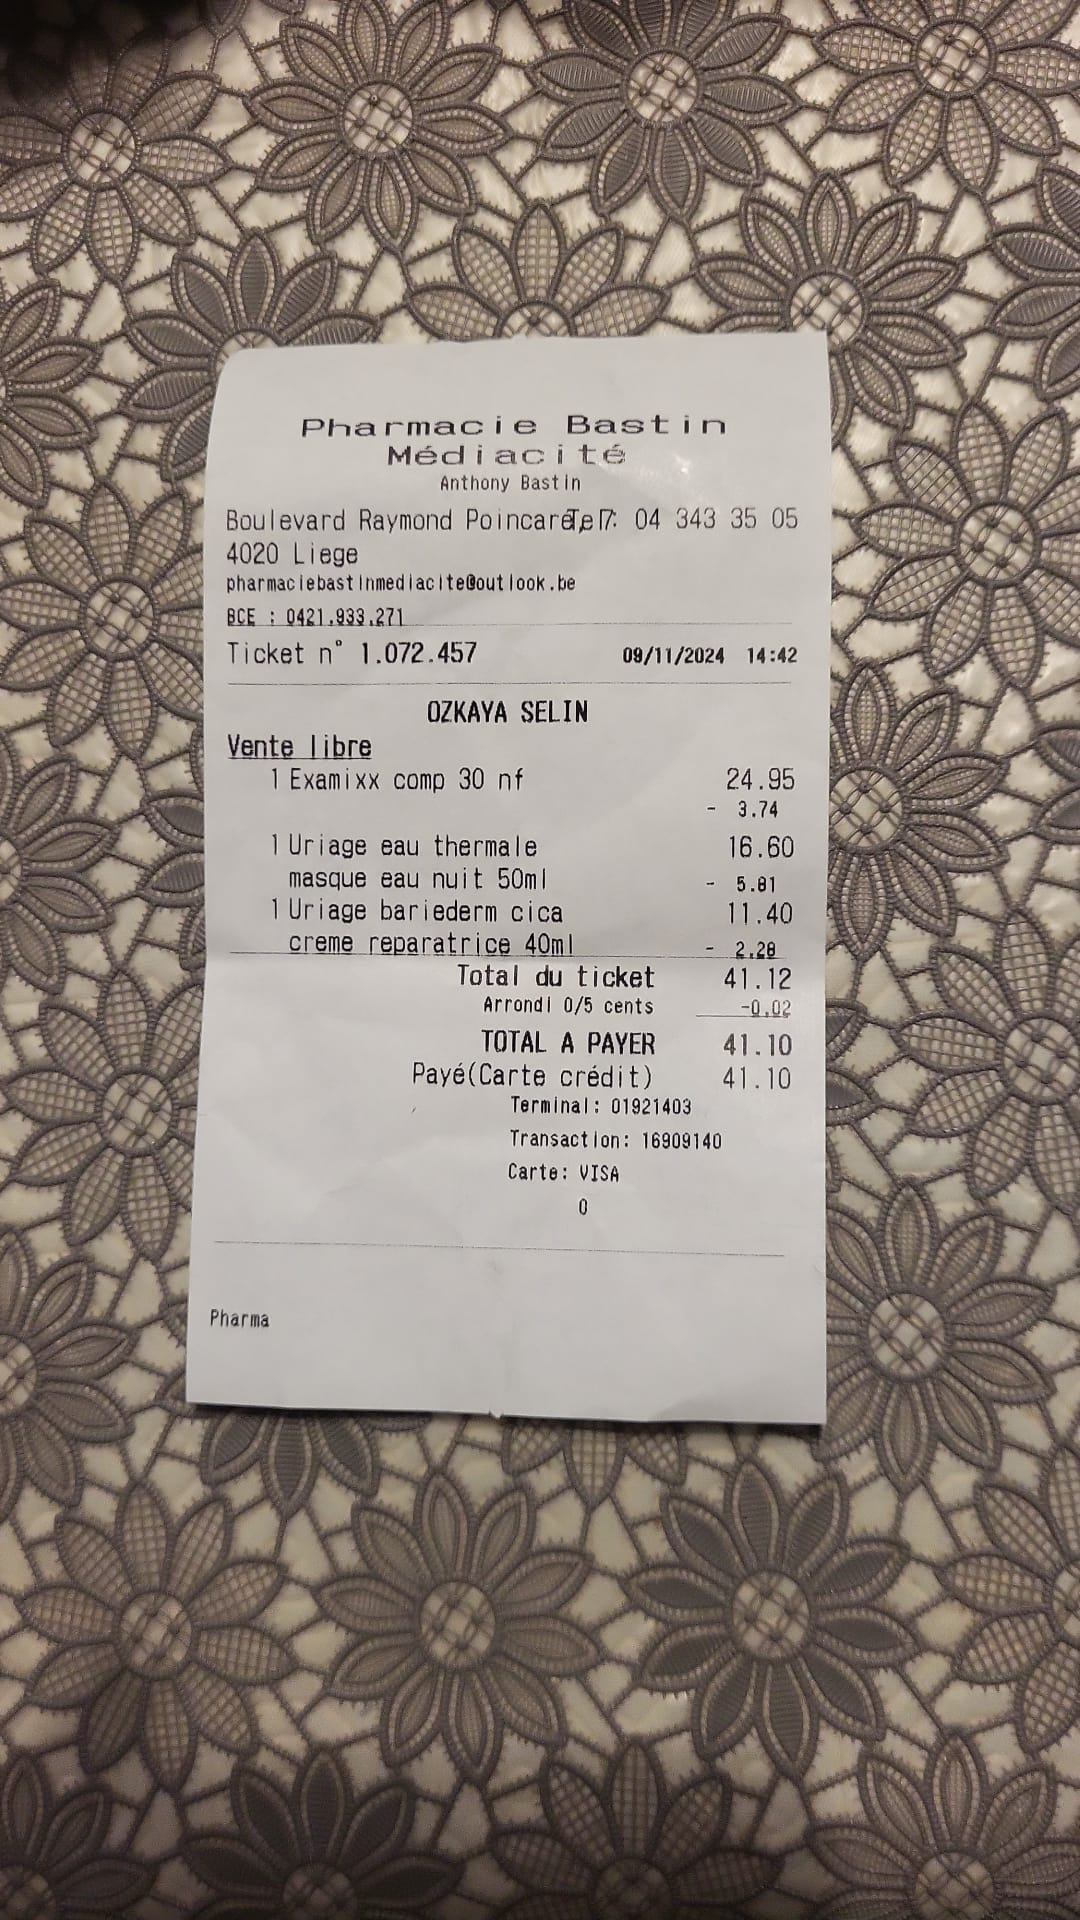 Pharmacie Bastin
Médiacité
Anthony Bastin
Boulevard Raymond Poincaré 7 Tel : 04 343 35 05
4020 Liege
pharmaciebastinmediacite@outlook.be
BCE : 0421.933.271
Ticket n° 1.072.457 09/11/2024 14:42
OZKAYA SELIN
Vente libre
1 Examixx comp 30 nf 24.95
- 3.74
1 Uriage eau thermale 16.60
masque eau nuit 50ml - 5.81
1 Uriage bariederm cica 11.40
creme reparatrice 40ml - 2.28
Total du ticket 41.12
Arrondi 0/5 cents -0.02
TOTAL A PAYER 41.10
Payé(Carte crédit) 41.10
Terminal: 01921403
Transaction: 16909140
Carte: VISA
0
Pharma